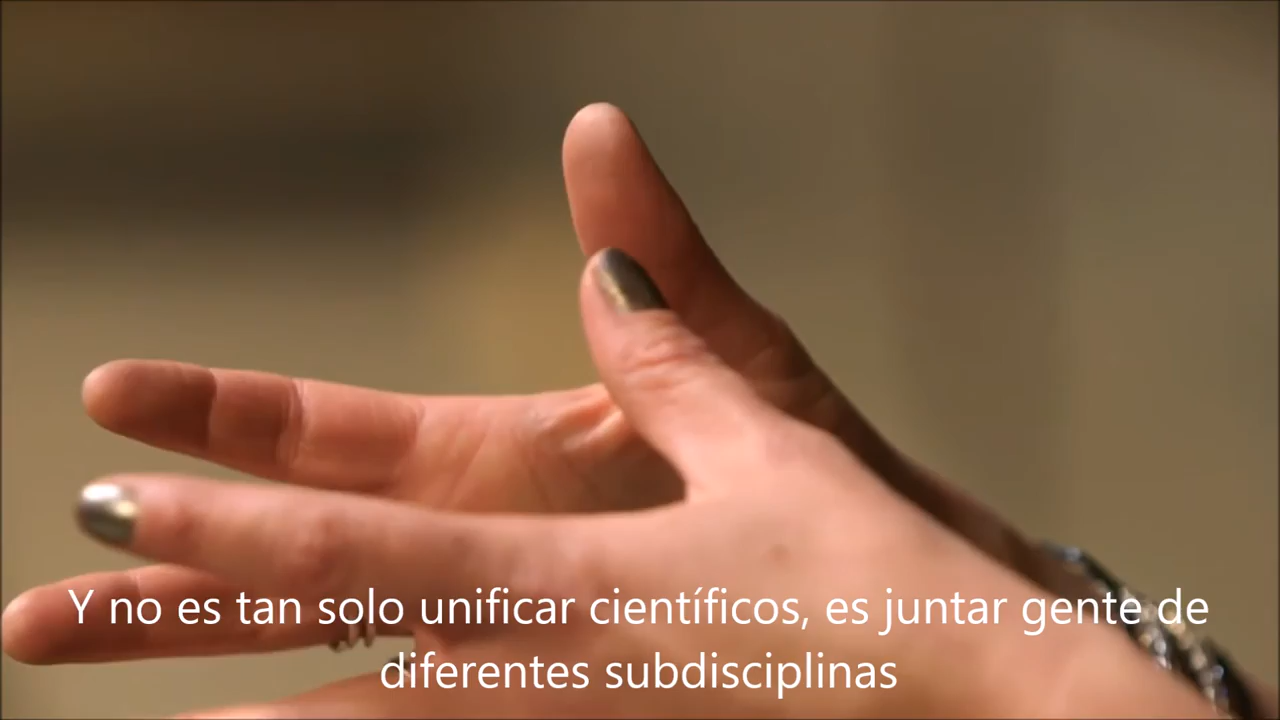 Y no es tan solo unificar científicos, es juntar gente de
diferentes subdisciplinas